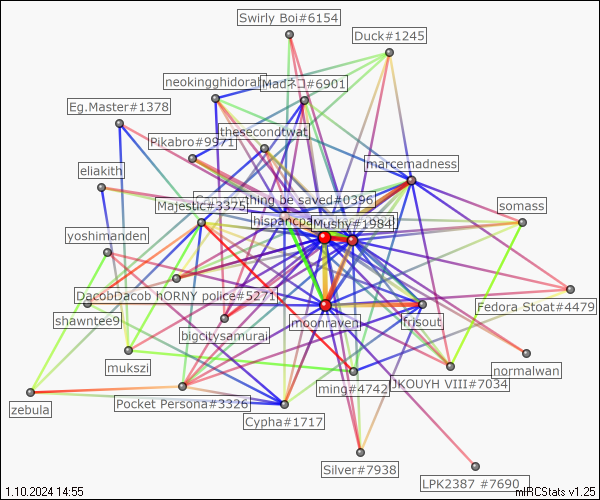 Swirly Boi#6154
Duck#1245
neokingghidorah
Madネコ#6901
Eg.Master#1378
thesecondtwat
Pikabro#9971
marcemadness
eliakith
thing be saved#0396
Majestic#3375
somass
hispancpa
Mushy#1984
yoshimanden
DacobDacob hORNY police#5271
Fedora Stoat#4479
shawntee9
moonraven
frisout
bigcitysamurai
mukszi
normalwan
ming#4742
JKOUYH VIII#7034
zebula
Pocket Persona#3326
Cypha#1717
Silver#7938
LPK2387 #7690
1.10.2024 14:55
mIRCStats v1.25